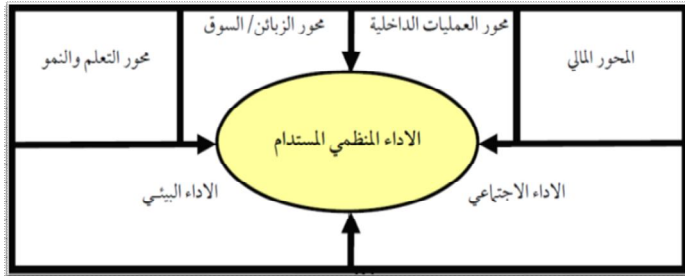 محور العمليات الداخلية
محور الزبائن/ السوق
المحور المالي
محور التعلم والنمو
الاداء المنظمي المستدام
الاداء الاجتماعي
الاداء البيئي